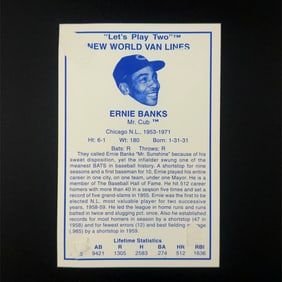 "Let's Play Two"™
NEW WORLD VAN LINES
ERNIE BANKS
Mr. Cub ™
Chicago N.L., 1953-1971
Ht: 6-1 Wt: 180 Born: 1-31-31
Bats: R Throws: R
They called Ernie Banks "Mr. Sunshine" because of his
sweet disposition, yet the infielder swung one of the
meanest BATS in baseball history. A shortstop for nine
seasons and a first baseman for 10, Ernie played his entire
career in one city, on one team, under one Mayor. He is a
member of The Baseball Hall of Fame. He hit 512 career
homers with more than 40 in a season five times and set a
record of five grand-slams in 1955. Ernie was the first to be
elected N.L. most valuable player for two successive
years, 1958-59. He led the league in home runs and runs
batted in twice and slugging pct. once. Also he established
records for most homers in season by a shortstop (47 in
1958) and for fewest errors (12) and best fielding
(.985) by a shortstop in 1959.
Lifetime Statistics
AB R H BA HR RBI
9421 1305 2583 .274 512 1636